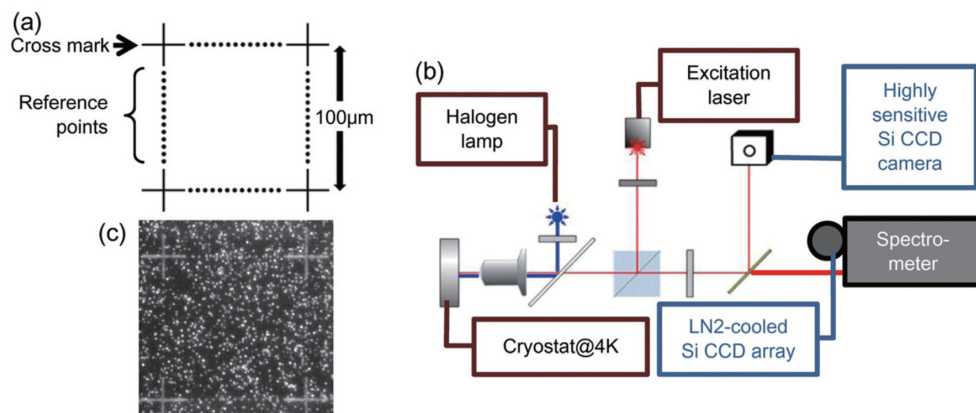 (a)
Cross mark
Reference
points
100μm
(b)
Halogen
lamp
Excitation
laser
Highly
sensitive
Si CCD
camera
Spectro-
meter
LN2-cooled
Si CCD array
Cryostat@4K
(c)